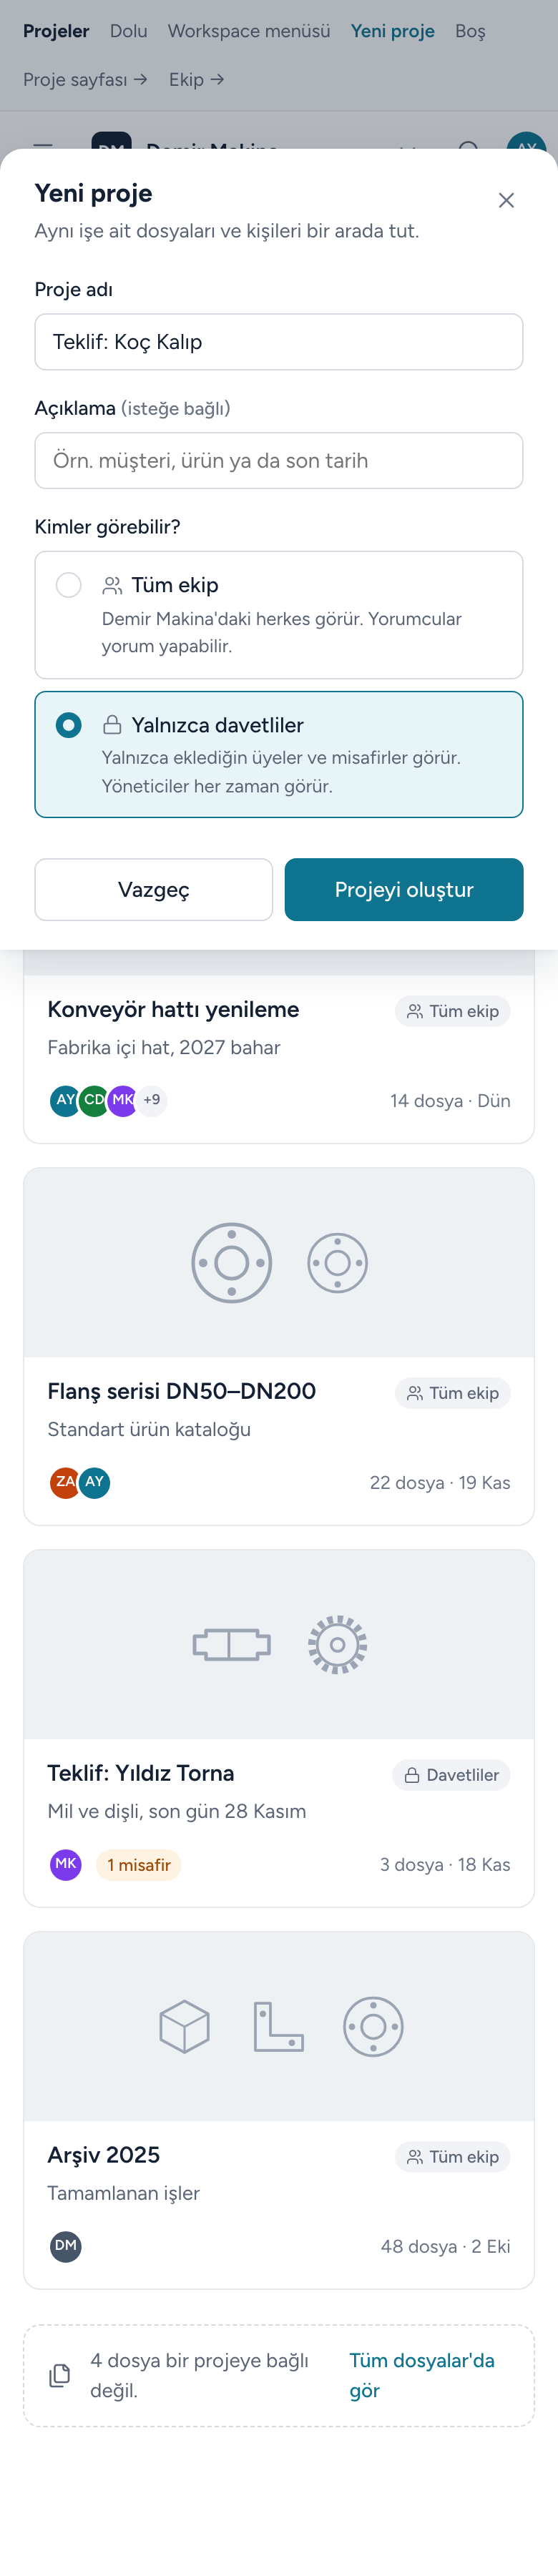 Projeler Dolu Workspace menüsü Yeni proje Boş
Proje sayfası → Ekip →
Yeni proje
Aynı işe ait dosyaları ve kişileri bir arada tut.
Proje adı
Teklif: Koç Kalıp
Açıklama (isteğe bağlı)
Örn. müşteri, ürün ya da son tarih
Kimler görebilir?
Tüm ekip
Demir Makina'daki herkes görür. Yorumcular
yorum yapabilir.
Yalnızca davetliler
Yalnızca eklediğin üyeler ve misafirler görür.
Yöneticiler her zaman görür.
Vazgeç Projeyi oluştur
Konveyör hattı yenileme Tüm ekip
Fabrika içi hat, 2027 bahar
AY CD MK +9 14 dosya · Dün
Flanş serisi DN50–DN200 Tüm ekip
Standart ürün kataloğu
ZA AY 22 dosya · 19 Kas
Teklif: Yıldız Torna Davetliler
Mil ve dişli, son gün 28 Kasım
MK 1 misafir 3 dosya · 18 Kas
Arşiv 2025 Tüm ekip
Tamamlanan işler
DM 48 dosya · 2 Eki
4 dosya bir projeye bağlı
değil.
Tüm dosyalar'da
gör